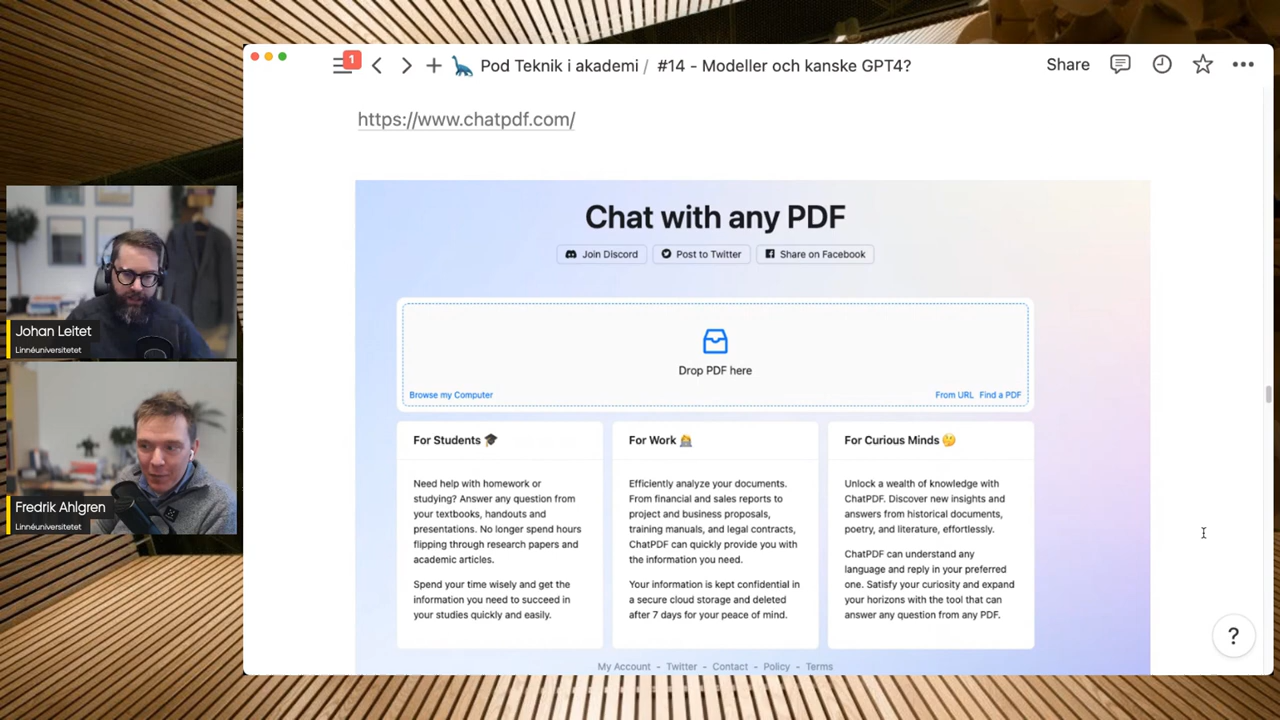 1
Pod Teknik i akademi / #14 - Modeller och kanske GPT4?
Share
https://www.chatpdf.com/
Chat with any PDF
Join Discord
Post to Twitter
Share on Facebook
Drop PDF here
Browse my Computer
From URL
Find a PDF
For Students
Need help with homework or
studying? Answer any question from
your textbooks, handouts and
presentations. No longer spend hours
flipping through research papers and
academic articles.
Spend your time wisely and get the
information you need to succeed in
your studies quickly and easily.
For Work
Efficiently analyze your documents.
From financial and sales reports to
project and business proposals,
training manuals, and legal contracts,
ChatPDF can quickly provide you with
the information you need.
Your information is kept confidential in
a secure cloud storage and deleted
after 7 days for your peace of mind.
For Curious Minds
Unlock a wealth of knowledge with
ChatPDF. Discover new insights and
answers from historical documents,
poetry, and literature, effortlessly.
ChatPDF can understand any
language and reply in your preferred
one. Satisfy your curiosity and expand
your horizons with the tool that can
answer any question from any PDF.
My Account - Twitter - Contact - Policy - Terms
?
Johan Leitet
Linnéuniversitetet
Fredrik Ahlgren
Linnéuniversitetet